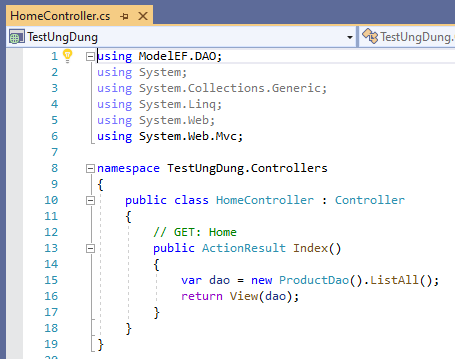 HomeController.cs
TestUngDung TestUngDung.
1 using ModelEF.DAO;
2 using System;
3 using System.Collections.Generic;
4 using System.Linq;
5 using System.Web;
6 using System.Web.Mvc;
7
8 namespace TestUngDung.Controllers
9 {
10 public class HomeController : Controller
11 {
12 // GET: Home
13 public ActionResult Index()
14 {
15 var dao = new ProductDao().ListAll();
16 return View(dao);
17 }
18 }
19 }
20